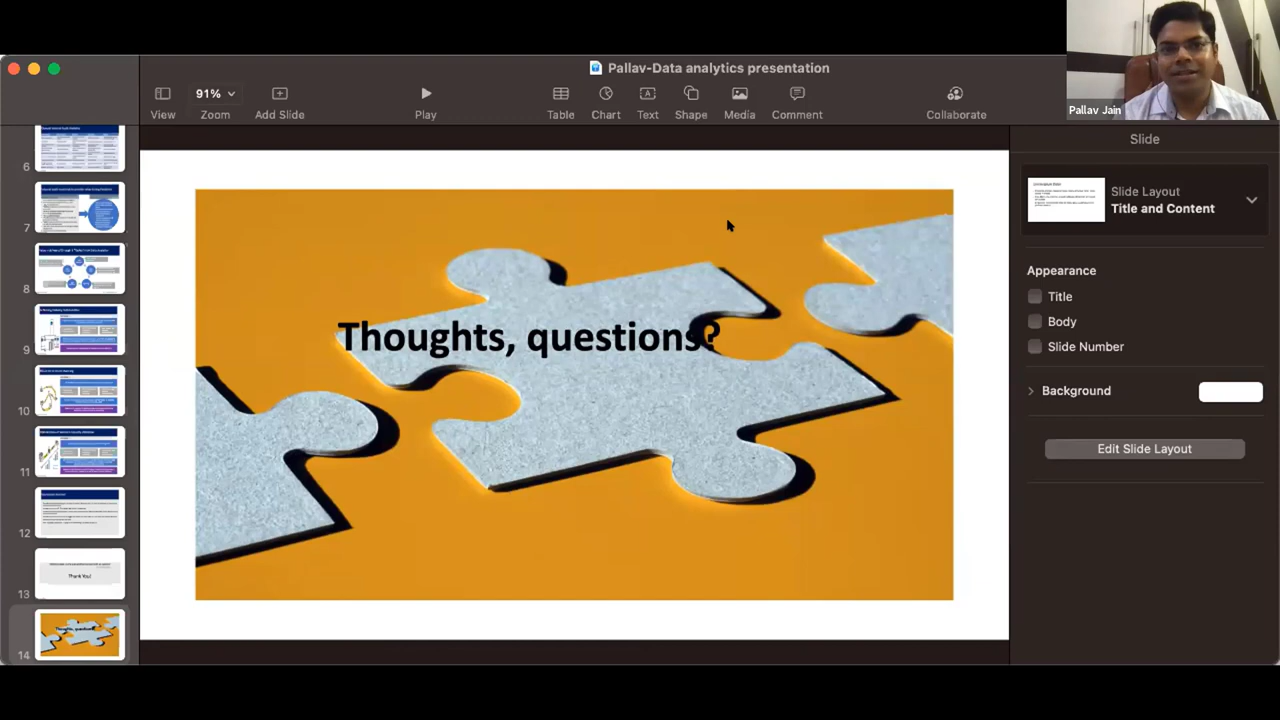 Pallav-Data analytics presentation
91%
View
Zoom
Add Slide
Play
Table
Chart
Text
Shape
Media
Comment
Collaborate
Pallav Jain
6
7
8
9
10
11
12
13
Thank You!
14
Thoughts, questions?
Slide
Slide Layout
Title and Content
Appearance
Title
Body
Slide Number
Background
Edit Slide Layout